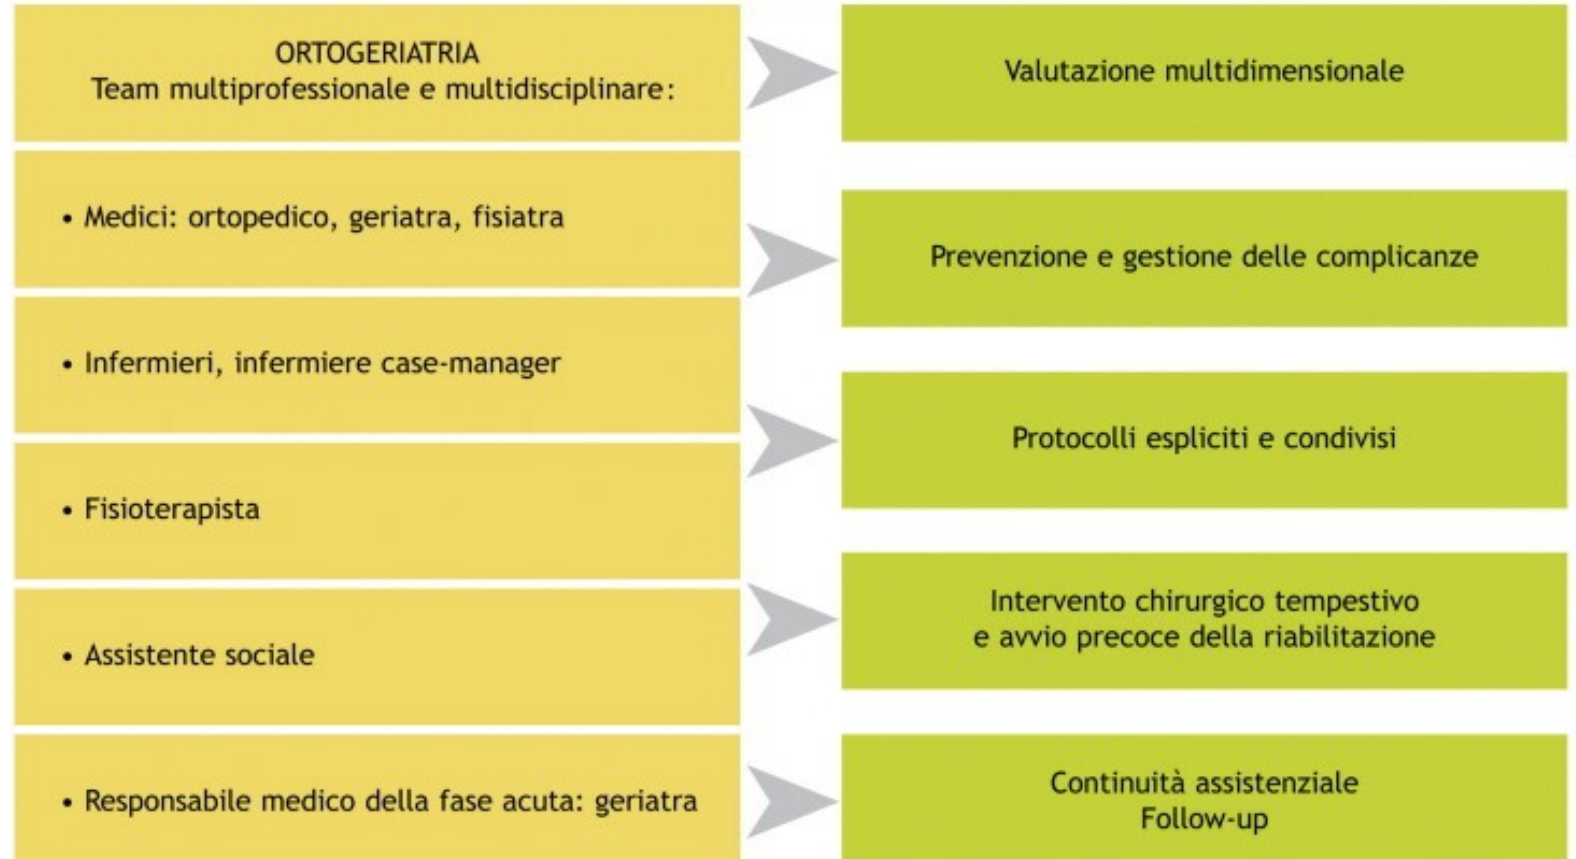 ORTOGERIATRIA
Team multiprofessionale e multidisciplinare:
• Medici: ortopedico, geriatra, fisiatra
• Infermieri, infermiere case-manager
• Fisioterapista
• Assistente sociale
• Responsabile medico della fase acuta: geriatra
Valutazione multidimensionale
Prevenzione e gestione delle complicanze
Protocolli espliciti e condivisi
Intervento chirurgico tempestivo
e avvio precoce della riabilitazione
Continuità assistenziale
Follow-up